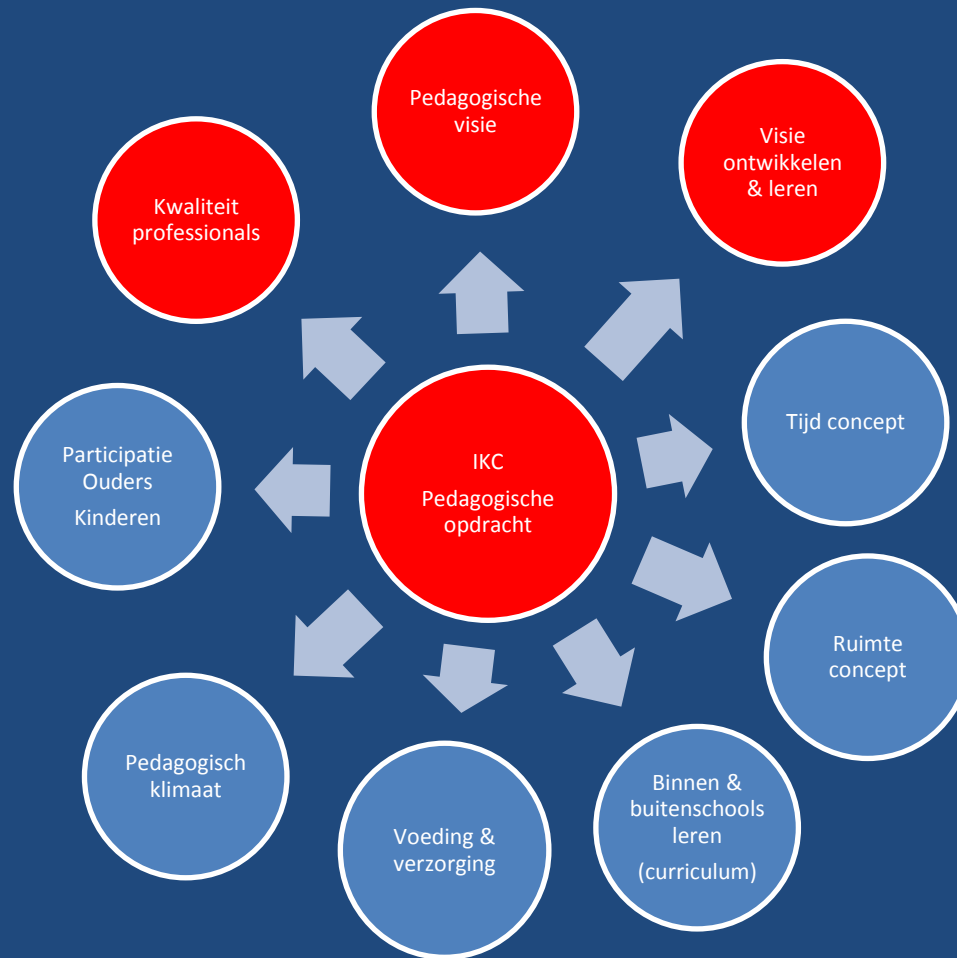 Pedagogische
visie
Visie
ontwikkelen
& leren
Kwaliteit
professionals
Tijd concept
Participatie
Ouders
Kinderen
IKC
Pedagogische
opdracht
Ruimte
concept
Pedagogisch
klimaat
Voeding &
verzorging
Binnen &
buitenschools
leren
(curriculum)